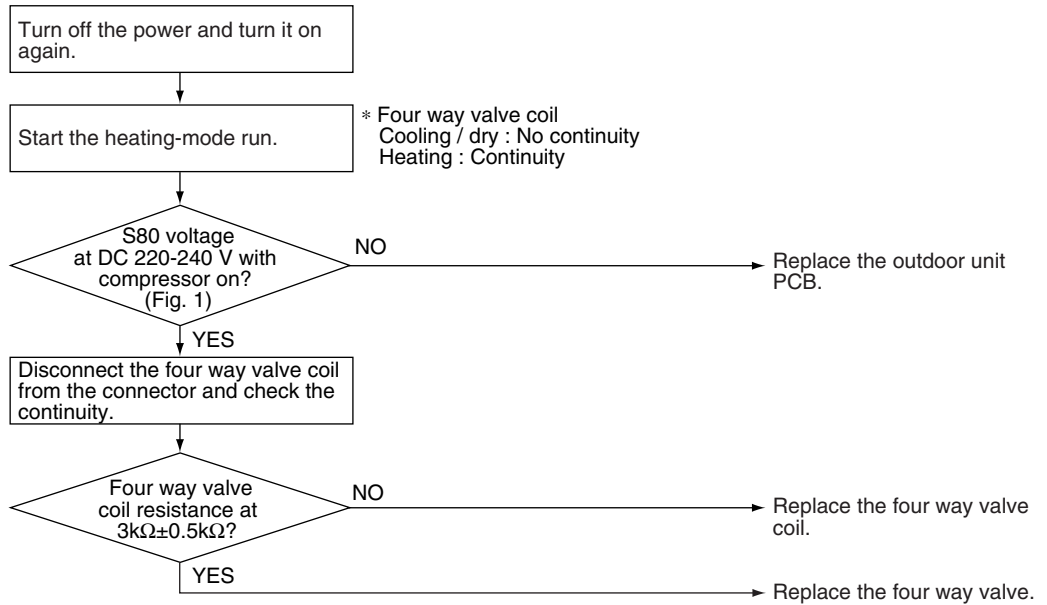 Turn off the power and turn it on
again.
Start the heating-mode run.
* Four way valve coil
Cooling / dry : No continuity
Heating : Continuity
S80 voltage
at DC 220-240 V with
compressor on?
(Fig. 1)
NO
Replace the outdoor unit
PCB.
YES
Disconnect the four way valve coil
from the connector and check the
continuity.
Four way valve
coil resistance at
3kΩ±0.5kΩ?
NO
Replace the four way valve
coil.
YES
Replace the four way valve.